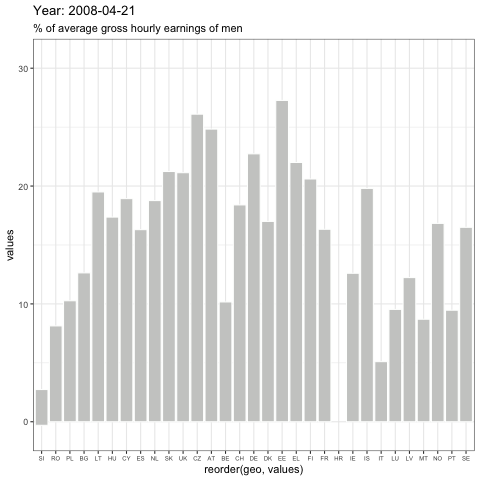 Year: 2008-04-21
% of average gross hourly earnings of men
30
20
10
0
values
SI RO PL BG LT HU CY ES NL SK UK CZ AT BE CH DE DK EE EL FI FR HR IE IS IT LU LV MT NO PT SE
reorder(geo, values)